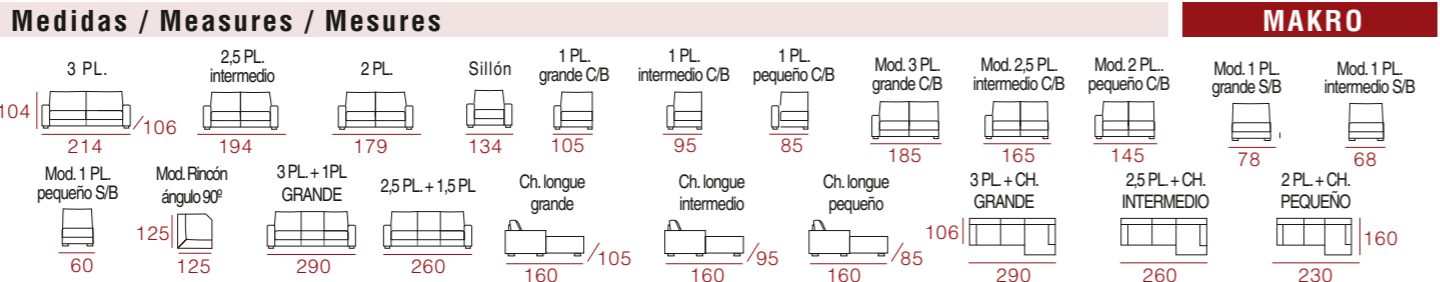 Medidas / Measures / Mesures
MAKRO
3 PL.
104
/106
214
2,5 PL.
intermedio
194
2 PL.
179
Sillón
134
1 PL.
grande C/B
105
1 PL.
intermedio C/B
95
1 PL.
pequeño C/B
85
Mod. 3 PL.
grande C/B
185
Mod. 2,5 PL.
intermedio C/B
165
Mod. 2 PL..
pequeño C/B
145
Mod. 1 PL.
grande S/B
78
Mod. 1 PL.
intermedio S/B
68
Mod. 1 PL.
pequeño S/B
60
Mod. Rincón
ángulo 90º
125
125
3 PL. + 1PL
GRANDE
290
2,5 PL. + 1,5 PL
260
Ch. longue
grande
/105
160
Ch. longue
intermedio
/95
160
Ch. longue
pequeño
/85
160
3 PL. + CH.
GRANDE
106
290
2,5 PL. + CH.
INTERMEDIO
260
2 PL. + CH.
PEQUEÑO
160
230